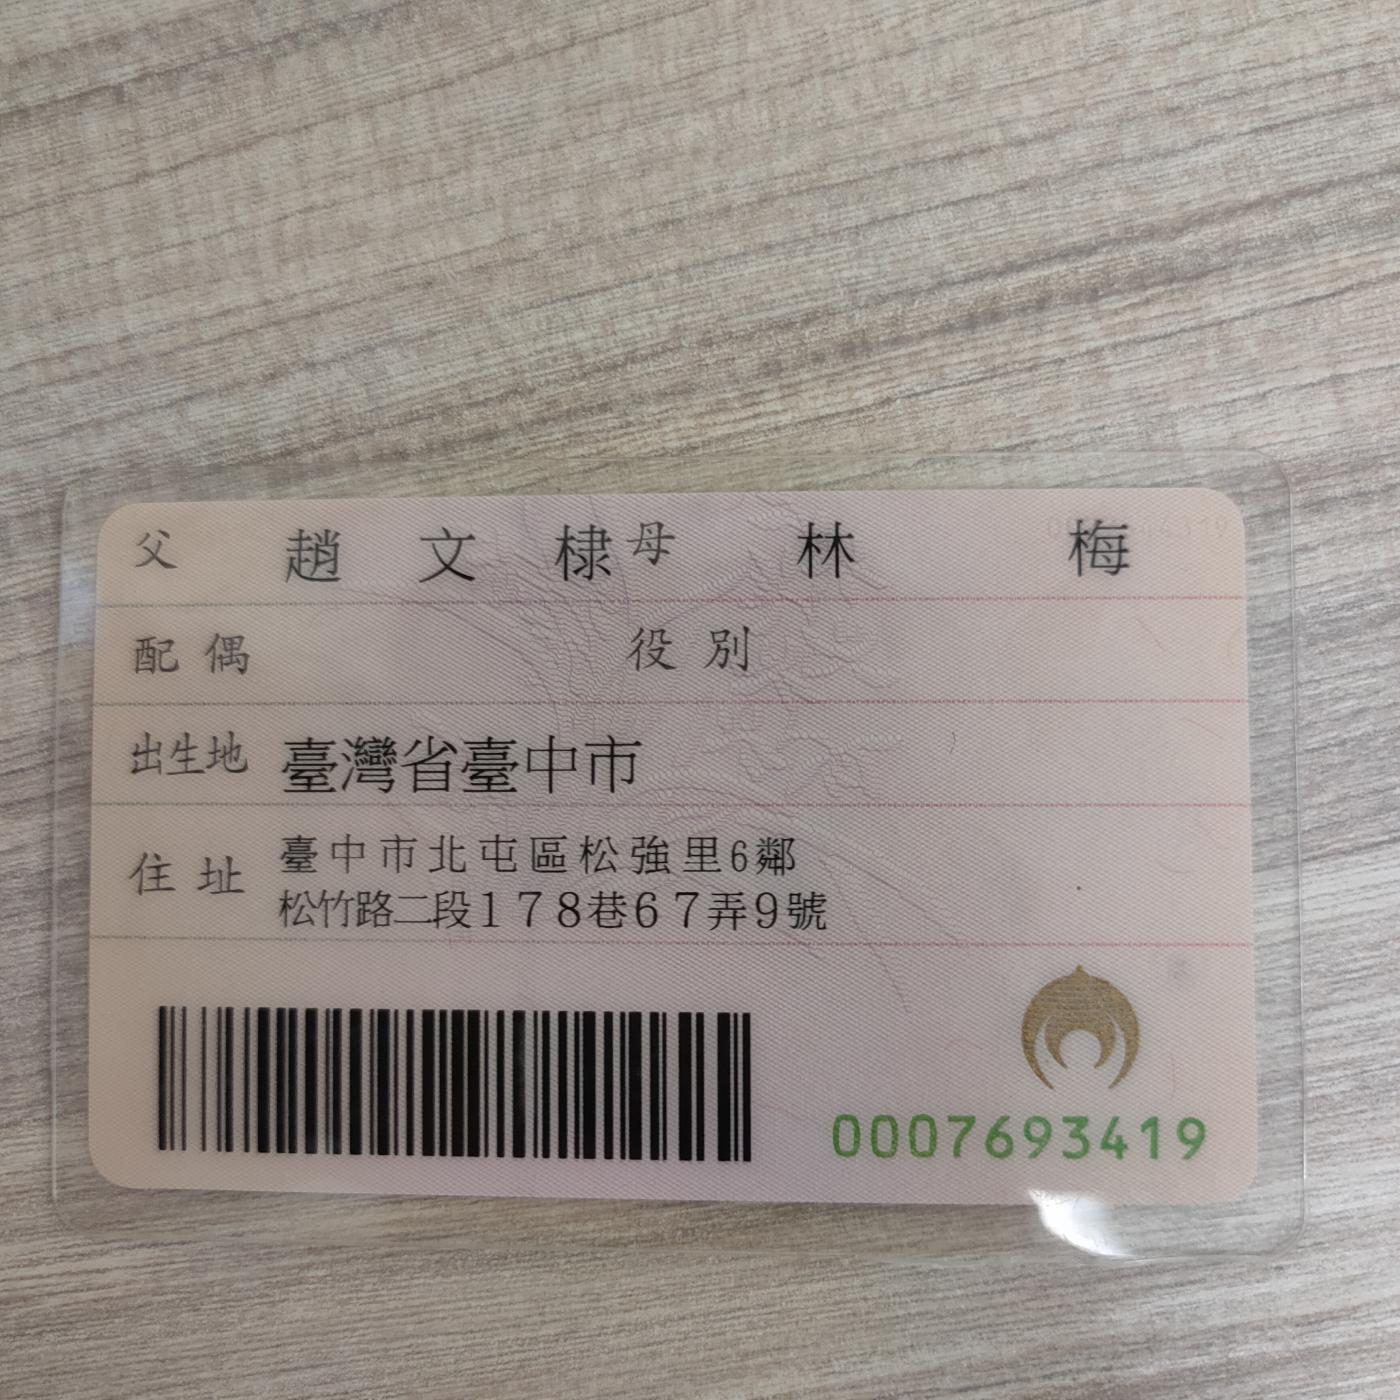 父 趙文棣 母 林梅
配偶 役別
出生地 臺灣省臺中市
住址 臺中市北屯區松強里6鄰
松竹路二段178巷67弄9號
0007693419